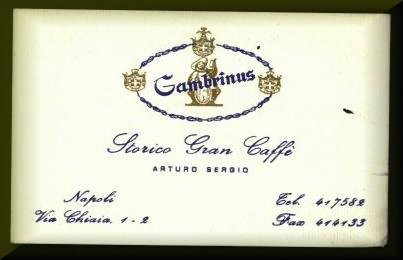 Gambrinus
Storico Gran Caffè
ARTURO SERGIO
Napoli
Via Chiaia, 1 - 2
Tel. 417582
Fax 414133